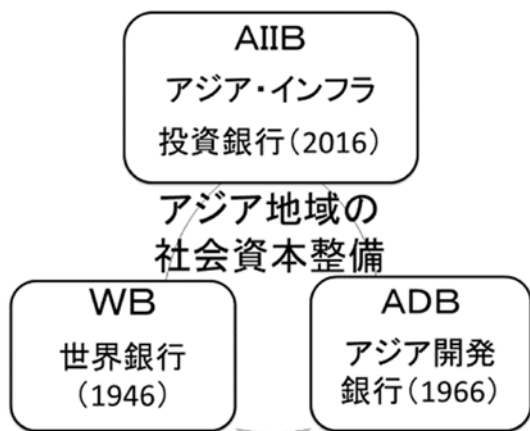 AIIB
アジア・インフラ
投資銀行（2016）
アジア地域の
社会資本整備
WB
世界銀行
（1946）
ADB
アジア開発
銀行（1966）